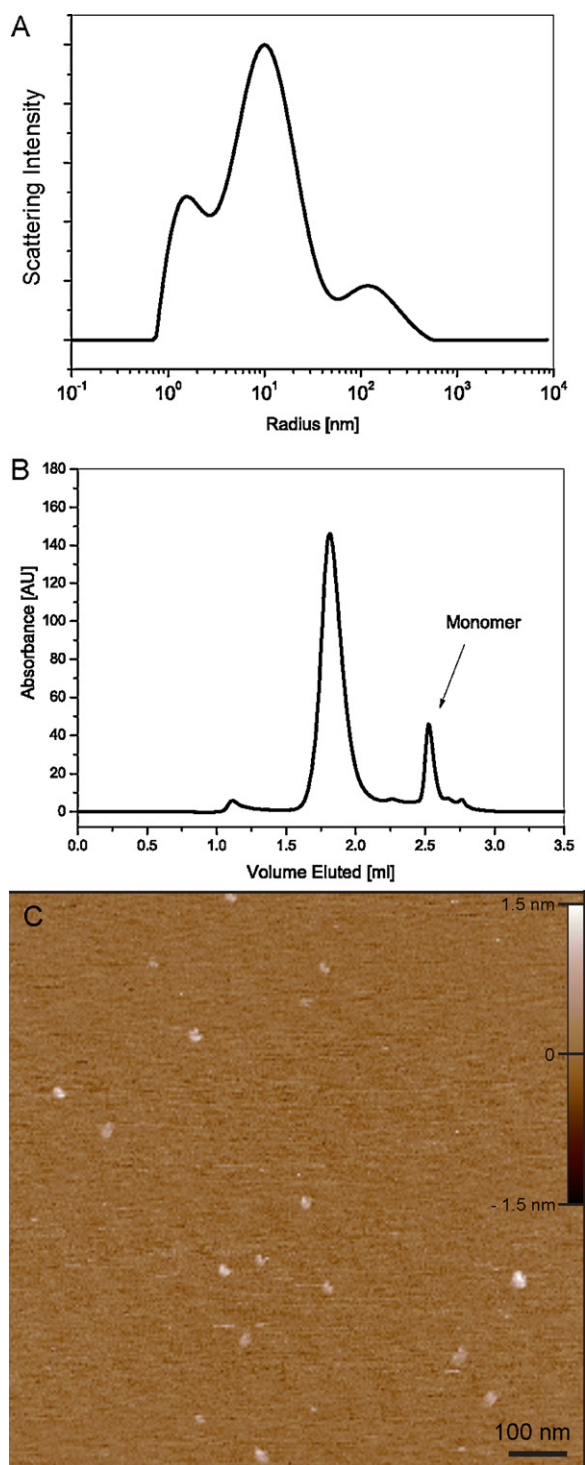 A
Scattering Intensity
10^-1 10^0 10^1 10^2 10^3 10^4
Radius [nm]
B
180
160
140
120
100
80
60
40
20
0
Absorbance [AU]
Monomer
0.0 0.5 1.0 1.5 2.0 2.5 3.0 3.5
Volume Eluted [ml]
C
1.5 nm
0
- 1.5 nm
100 nm